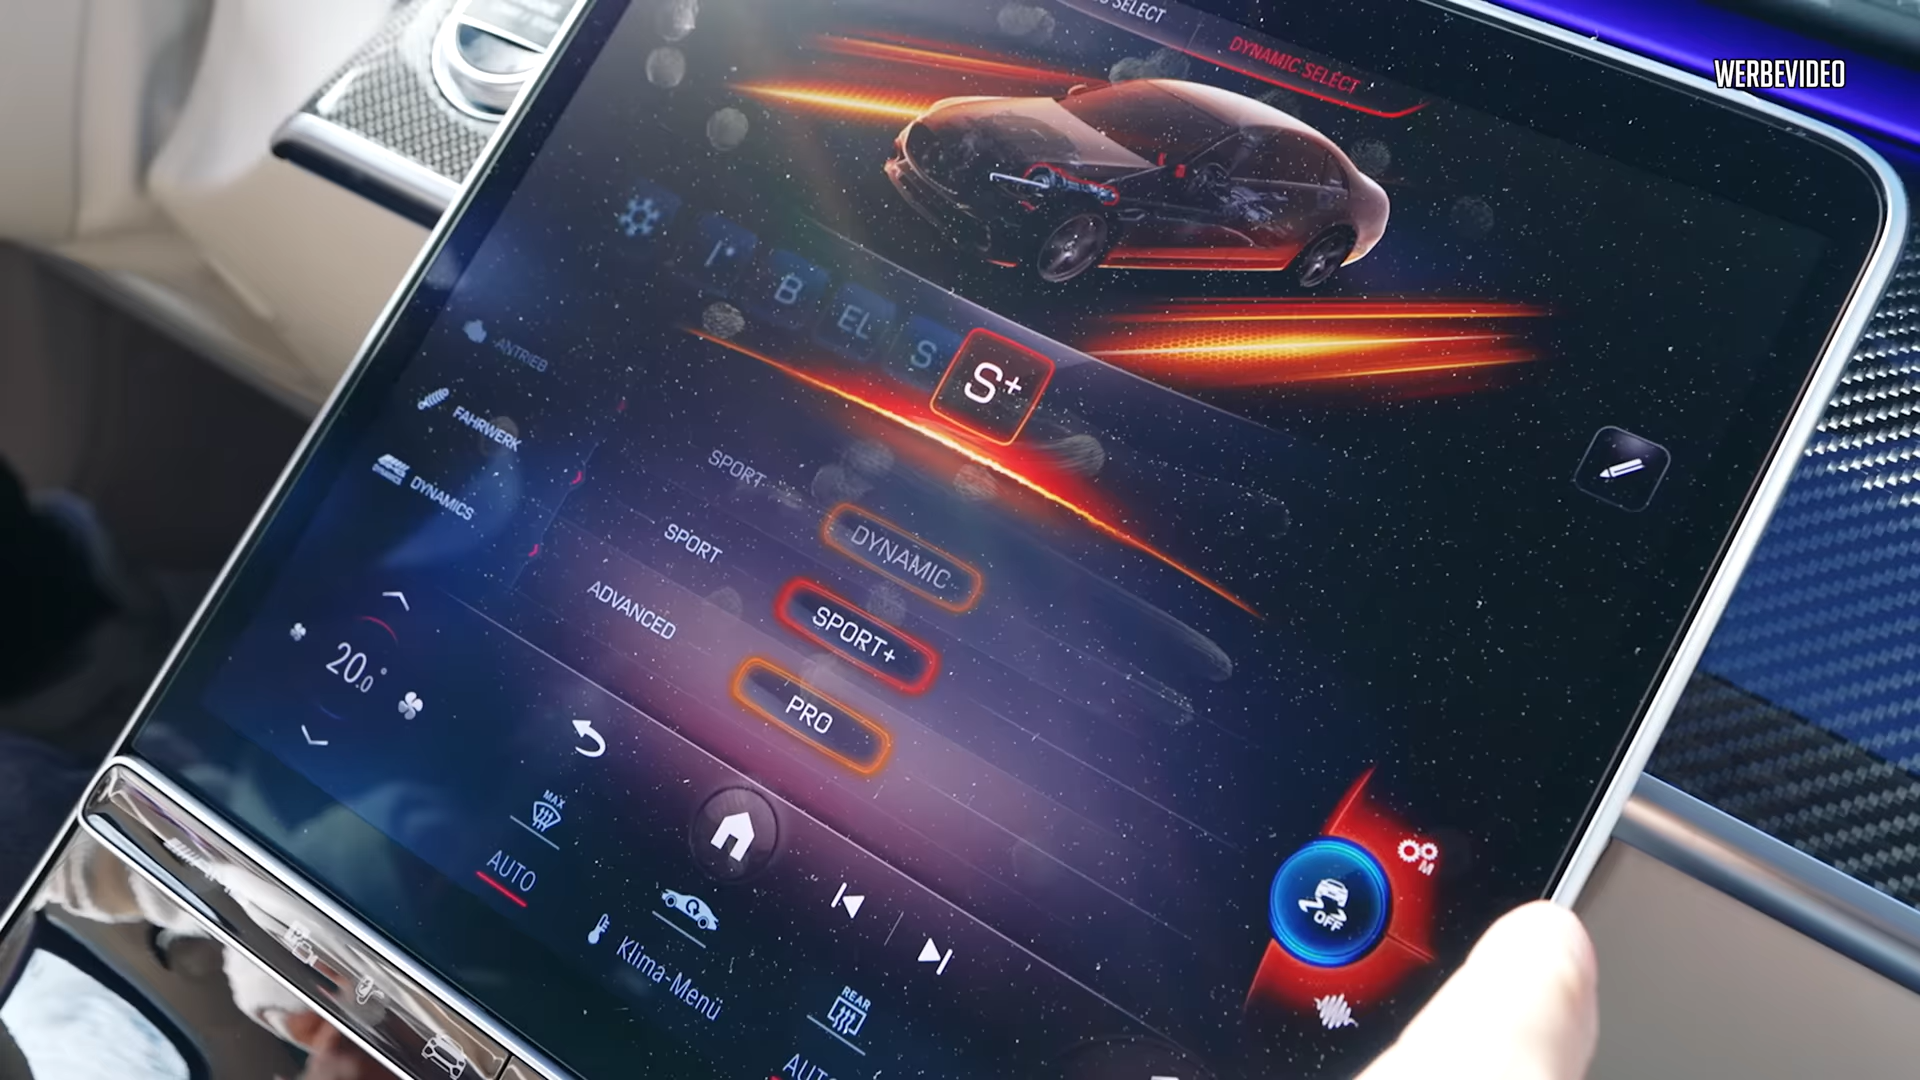 SELECT
DYNAMIC SELECT
WERBEVIDEO
B
EL
S
S+
ANTRIEB
SPORT
DYNAMIC
FAHRWERK
SPORT
SPORT+
DYNAMICS
ADVANCED
PRO
20.0°
MAX
AUTO
Klima-Menü
REAR
AUTO
M
OFF